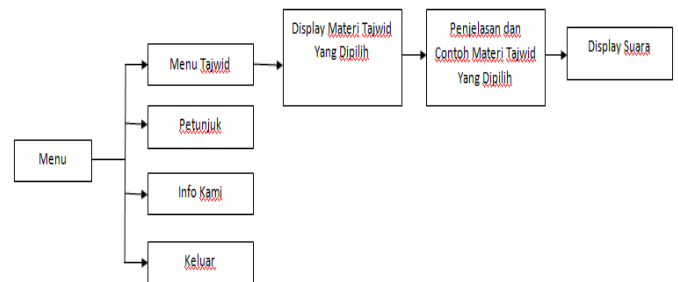 Menu
Menu Tajwid
Petunjuk
Info Kami
Keluar
Display Materi Tajwid
Yang Dipilih
Penjelasan dan
Contoh Materi Tajwid
Yang Dipilih
Display Suara